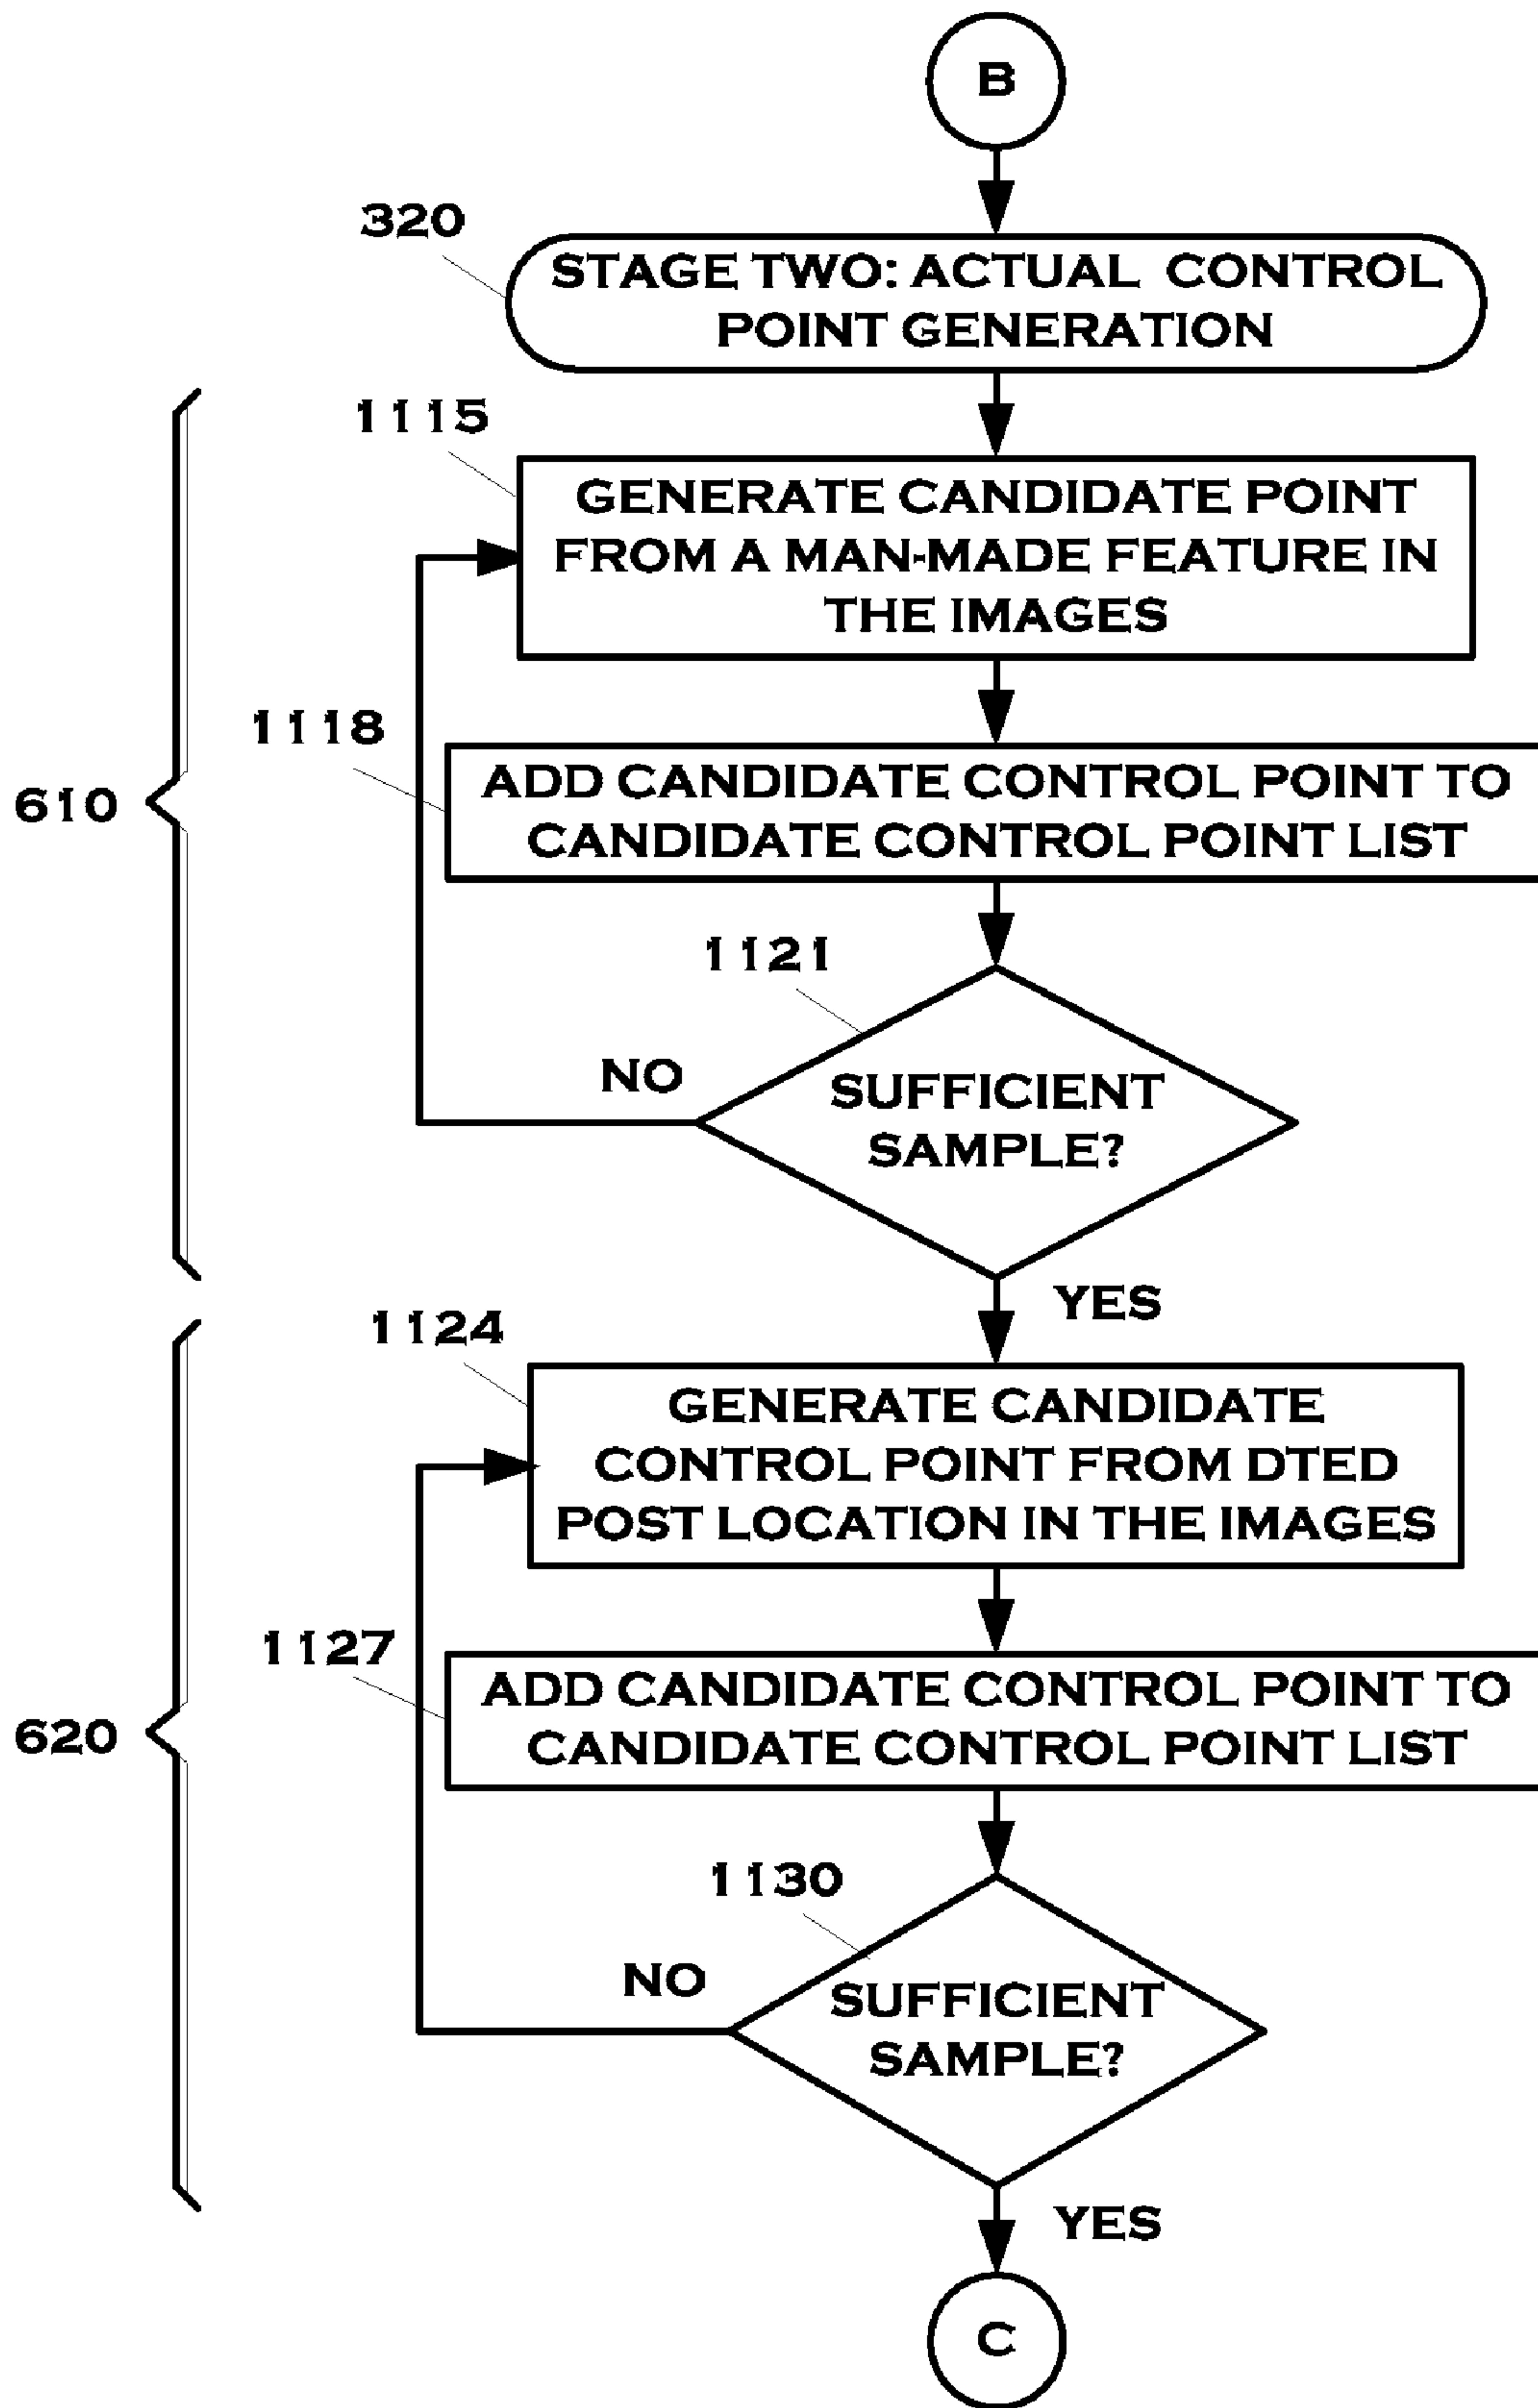 B
320
STAGE TWO: ACTUAL CONTROL
POINT GENERATION
1115
GENERATE CANDIDATE POINT
FROM A MAN-MADE FEATURE IN
THE IMAGES
1118
610
ADD CANDIDATE CONTROL POINT TO
CANDIDATE CONTROL POINT LIST
1121
NO
SUFFICIENT
SAMPLE?
YES
1124
GENERATE CANDIDATE
CONTROL POINT FROM DTED
POST LOCATION IN THE IMAGES
1127
620
ADD CANDIDATE CONTROL POINT TO
CANDIDATE CONTROL POINT LIST
1130
NO
SUFFICIENT
SAMPLE?
YES
C